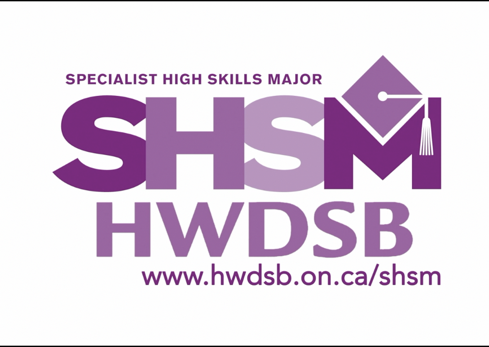 SPECIALIST HIGH SKILLS MAJOR
SHSM
HWDSB
www.hwdsb.on.ca/shsm